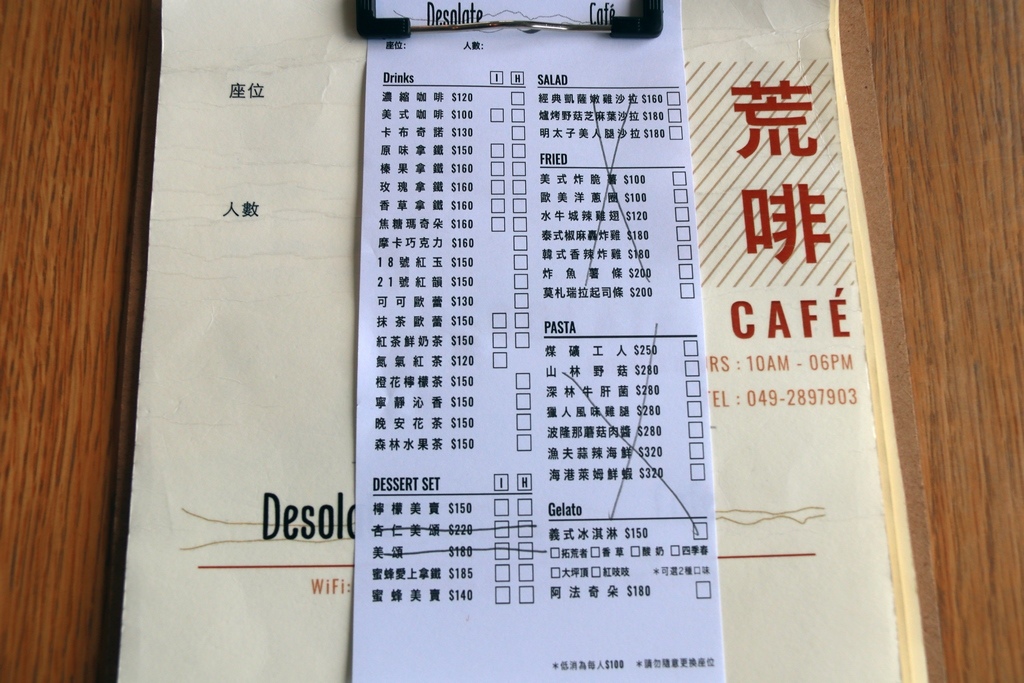 Desolate Café
座位: 人數:
Drinks I H
濃縮咖啡 $120
美式咖啡 $100
卡布奇諾 $130
原味拿鐵 $150
榛果拿鐵 $160
玫瑰拿鐵 $160
香草拿鐵 $160
焦糖瑪奇朵 $160
摩卡巧克力 $160
18號紅玉 $150
21號紅韻 $150
可可歐蕾 $130
抹茶歐蕾 $150
紅茶鮮奶茶 $150
氮氣紅茶 $120
橙花檸檬茶 $150
寧靜沁香 $150
晚安花茶 $150
森林水果茶 $150
DESSERT SET I H
檸檬美賣 $150
杏仁美頌 $220
美頌 $180
蜜蜂愛上拿鐵 $185
蜜蜂美賣 $140
SALAD
經典凱薩嫩雞沙拉 $160
爐烤野菇芝麻葉沙拉 $180
明太子美人腿沙拉 $180
FRIED
美式炸脆薯 $100
歐美洋蔥圈 $100
水牛城辣雞翅 $120
泰式椒麻轟炸雞 $180
韓式香辣炸雞 $180
炸魚薯條 $200
莫札瑞拉起司條 $200
PASTA
煤礦工人 $250
山林野菇 $280
深林牛肝菌 $280
獵人風味雞腿 $280
波隆那蘑菇肉醬 $280
漁夫蒜辣海鮮 $320
海港萊姆鮮蝦 $320
Gelato
義式冰淇淋 $150
拓荒者 香草 酸奶 四季春
大坪頂 紅吱吱 *可選2種口味
阿法奇朵 $180
*低消為每人$100 *請勿隨意更換座位
座位
人數
Desol
WiFi:
荒啡
CAFÉ
RS : 10AM - 06PM
TEL : 049-2897903